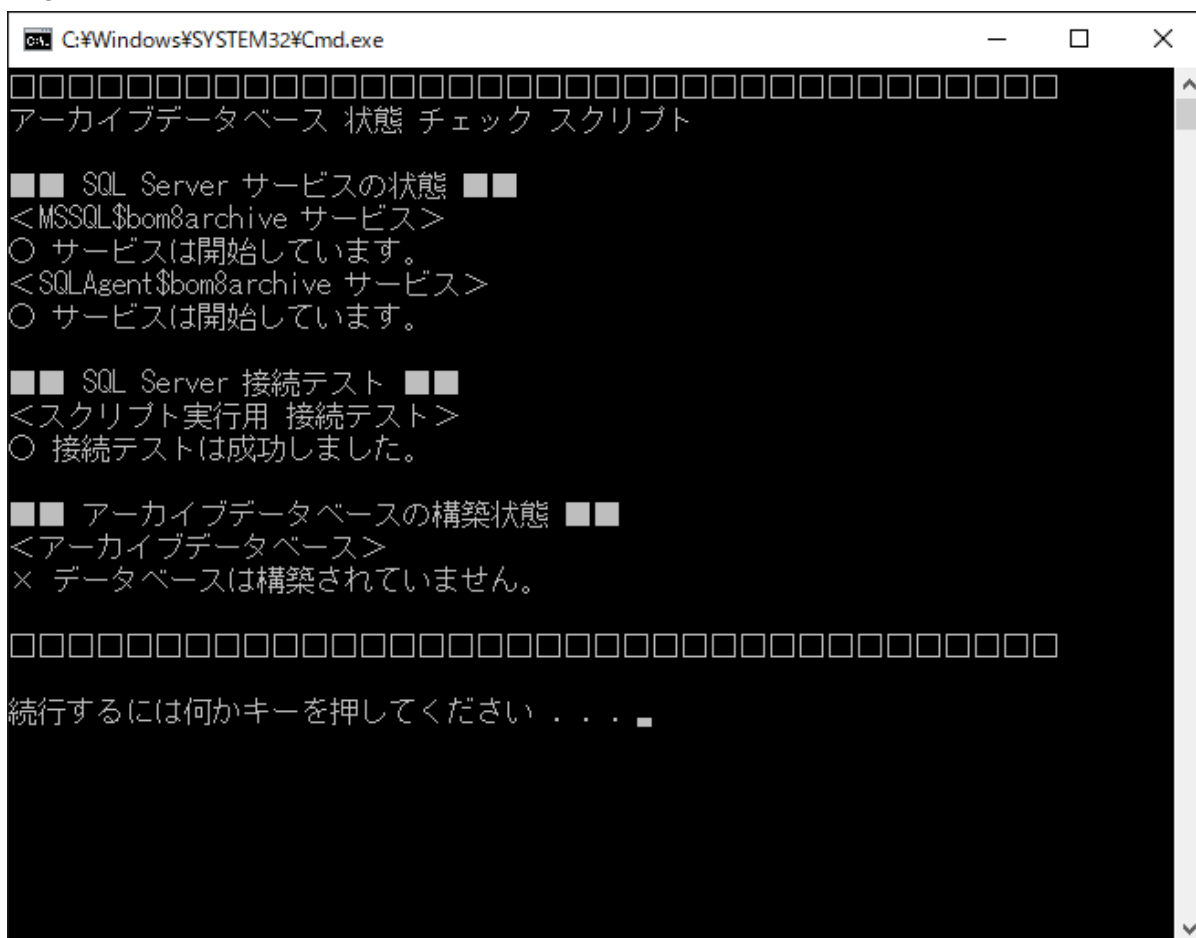 C:¥Windows¥SYSTEM32¥Cmd.exe
□□□□□□□□□□□□□□□□□□□□□□□□□□□□□□□□□□□□
アーカイブデータベース 状態 チェック スクリプト
■■ SQL Server サービスの状態 ■■
＜MSSQL$bom8archive サービス＞
○ サービスは開始しています。
＜SQLAgent$bom8archive サービス＞
○ サービスは開始しています。
■■ SQL Server 接続テスト ■■
＜スクリプト実行用 接続テスト＞
○ 接続テストは成功しました。
■■ アーカイブデータベースの構築状態 ■■
＜アーカイブデータベース＞
× データベースは構築されていません。
□□□□□□□□□□□□□□□□□□□□□□□□□□□□□□□□□□□□
続行するには何かキーを押してください . . .